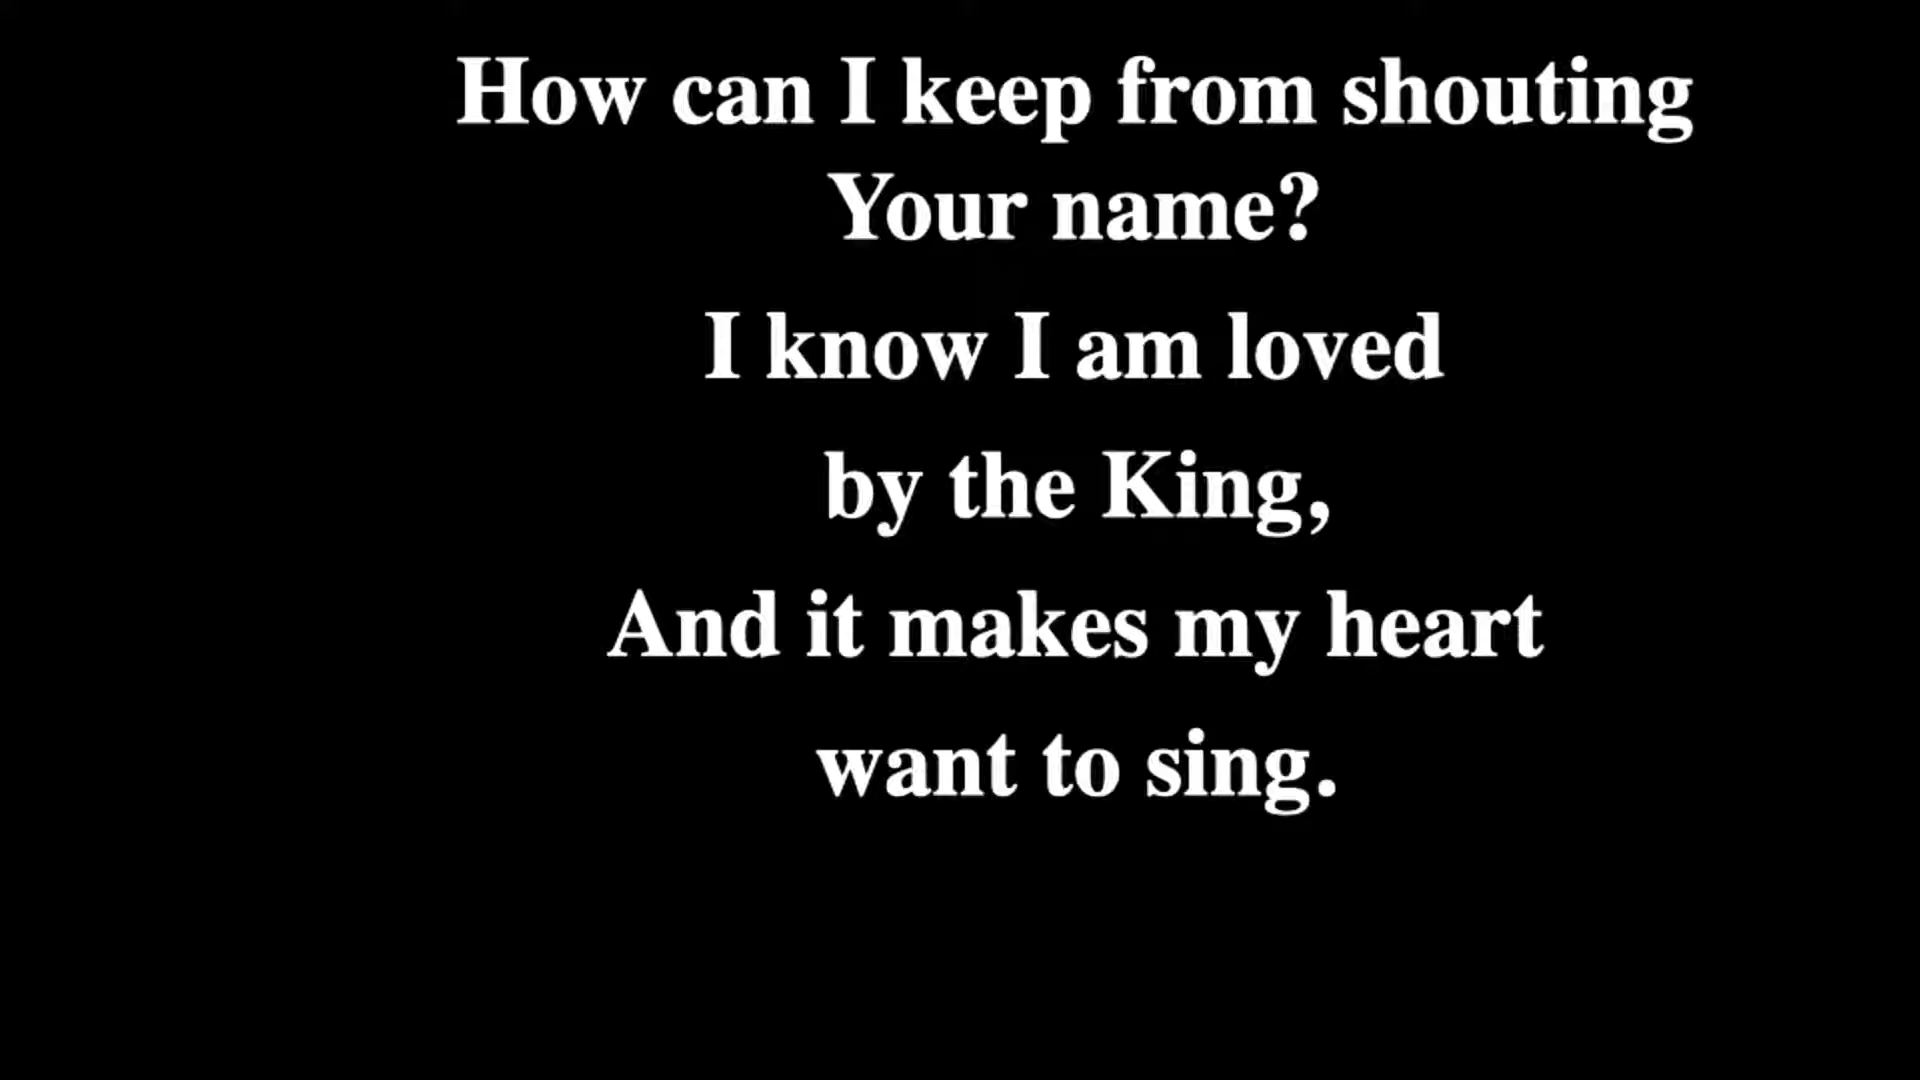 How can I keep from shouting
Your name?
I know I am loved
by the King,
And it makes my heart
want to sing.